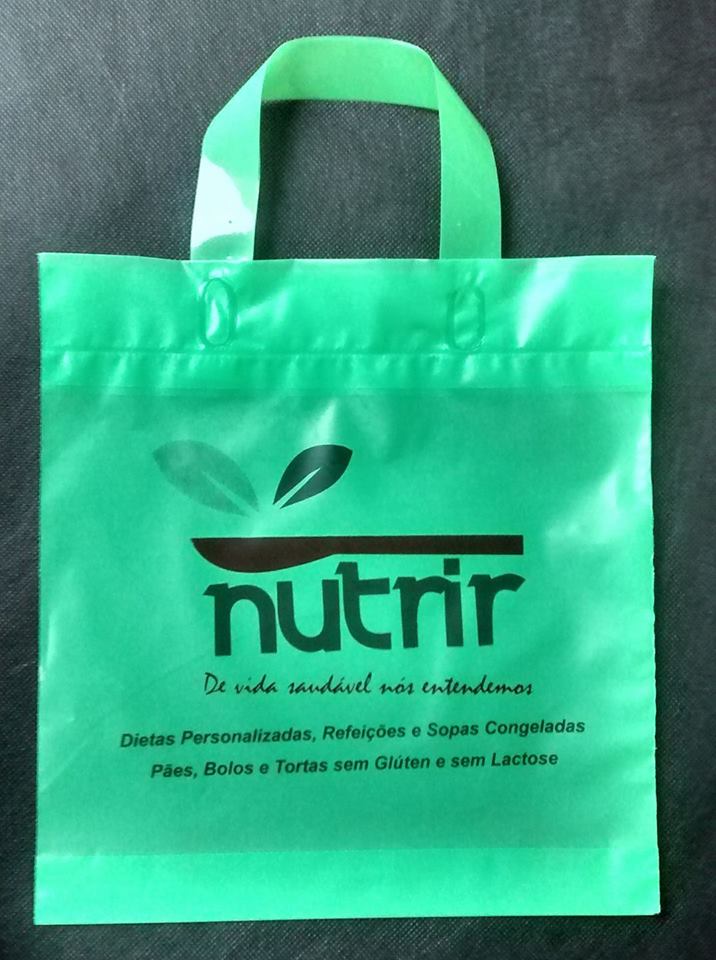 nutrir
De vida saudável nós entendemos
Dietas Personalizadas, Refeições e Sopas Congeladas
Pães, Bolos e Tortas sem Glúten e sem Lactose